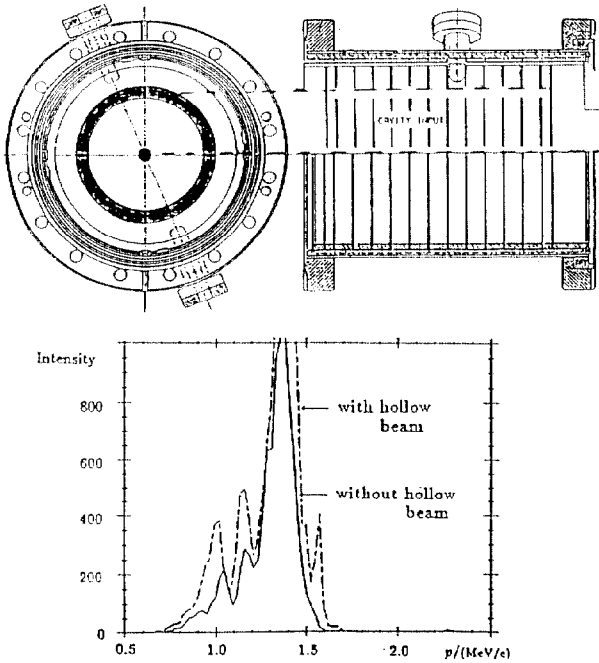 CAVITY INPUT
Intensity
800
600
400
200
0
with hollow
beam
without hollow
beam
0.5
1.0
1.5
2.0
p/(MeV/c)